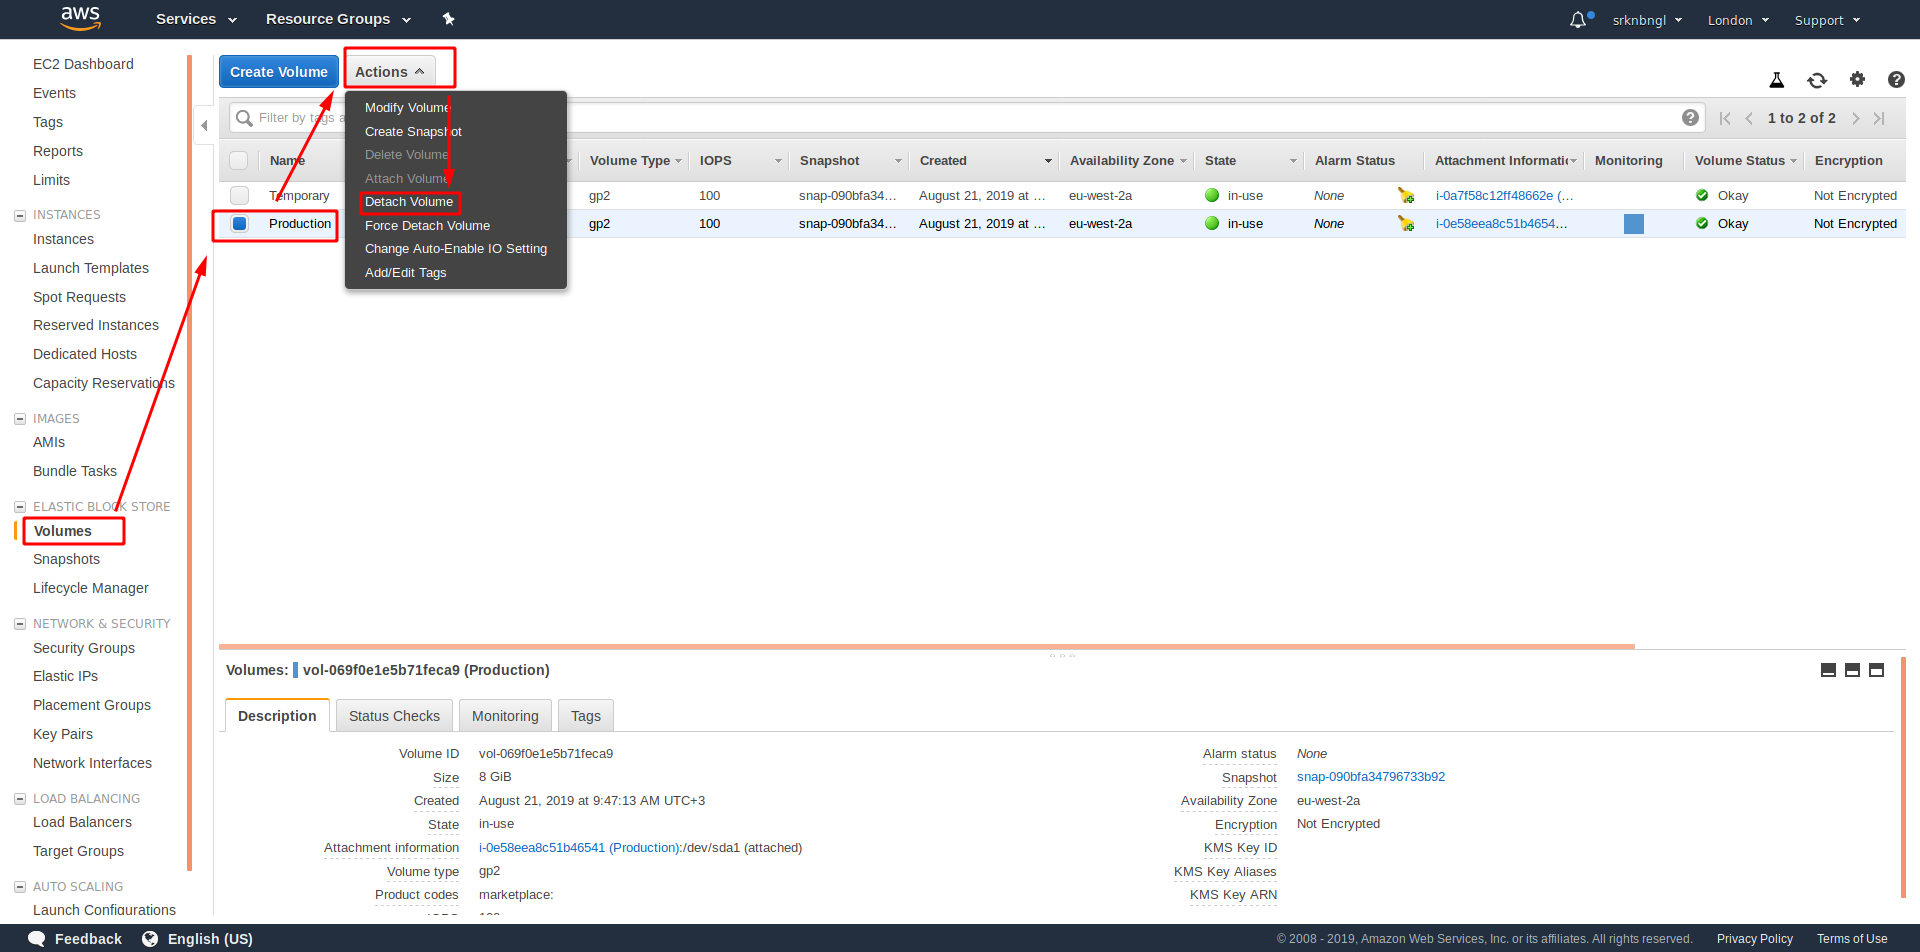 aws Services Resource Groups srknbngl London Support
EC2 Dashboard
Events
Tags
Reports
Limits
INSTANCES
Instances
Launch Templates
Spot Requests
Reserved Instances
Dedicated Hosts
Capacity Reservations
IMAGES
AMIs
Bundle Tasks
ELASTIC BLOCK STORE
Volumes
Snapshots
Lifecycle Manager
NETWORK & SECURITY
Security Groups
Elastic IPs
Placement Groups
Key Pairs
Network Interfaces
LOAD BALANCING
Load Balancers
Target Groups
AUTO SCALING
Launch Configurations
Create Volume Actions
Modify Volume
Create Snapshot
Delete Volume
Attach Volume
Detach Volume
Force Detach Volume
Change Auto-Enable IO Setting
Add/Edit Tags
Filter by tags a
1 to 2 of 2
Name Volume Type IOPS Snapshot Created Availability Zone State Alarm Status Attachment Informati Monitoring Volume Status Encryption
Temporary gp2 100 snap-090bfa34... August 21, 2019 at ... eu-west-2a in-use None i-0a7f58c12ff48662e (... Okay Not Encrypted
Production gp2 100 snap-090bfa34... August 21, 2019 at ... eu-west-2a in-use None i-0e58eea8c51b4654... Okay Not Encrypted
Volumes: vol-069f0e1e5b71feca9 (Production)
Description Status Checks Monitoring Tags
Volume ID vol-069f0e1e5b71feca9
Size 8 GiB
Created August 21, 2019 at 9:47:13 AM UTC+3
State in-use
Attachment information i-0e58eea8c51b46541 (Production):/dev/sda1 (attached)
Volume type gp2
Product codes marketplace:
Alarm status None
Snapshot snap-090bfa34796733b92
Availability Zone eu-west-2a
Encryption Not Encrypted
KMS Key ID
KMS Key Aliases
KMS Key ARN
Feedback English (US) © 2008 - 2019, Amazon Web Services, Inc. or its affiliates. All rights reserved. Privacy Policy Terms of Use